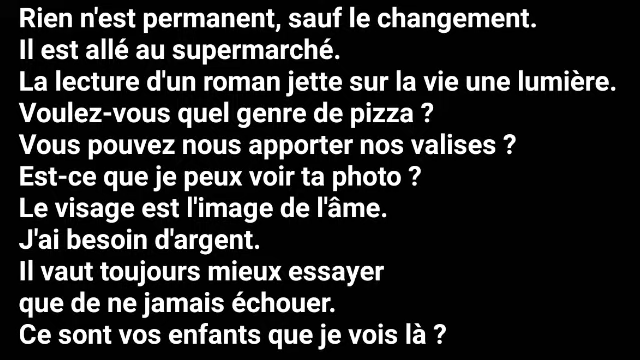 Rien n'est permanent, sauf le changement.
Il est allé au supermarché.
La lecture d'un roman jette sur la vie une lumière.
Voulez-vous quel genre de pizza ?
Vous pouvez nous apporter nos valises ?
Est-ce que je peux voir ta photo ?
Le visage est l'image de l'âme.
J'ai besoin d'argent.
Il vaut toujours mieux essayer
que de ne jamais échouer.
Ce sont vos enfants que je vois là ?